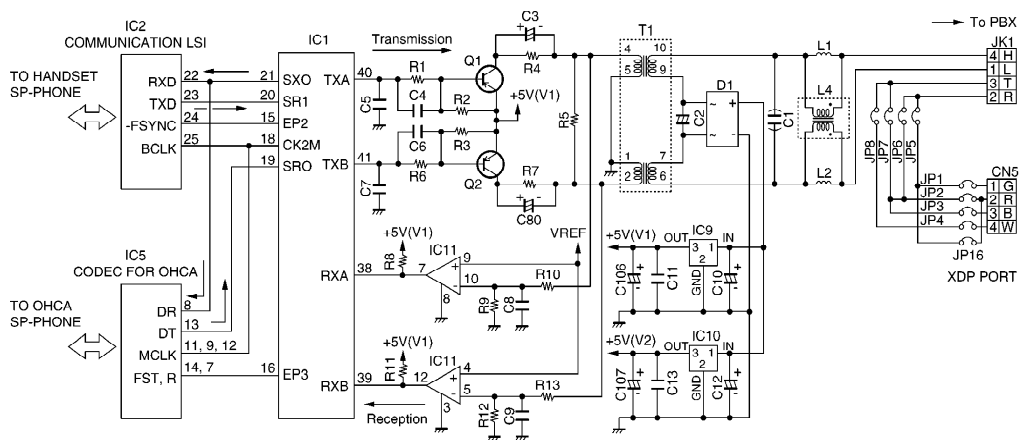 IC2
COMMUNICATION LSI
IC1
Transmission
C3
T1
To PBX
JK1
TO HANDSET
SP-PHONE
RXD 22
21 SXO
TXD 23
20 SR1
-FSYNC 24
15 EP2
BCLK 25
18 CK2M
19 SRO
TXA 40
TXB 41
R1
C4
R2
C5
C6
R3
R6
C7
Q1
Q2
+5V(V1)
R4
R5
R7
C80
4 10
5 9
1 7
2 6
C2
D1
~ +
~ -
C1
L1
L4
L2
4 H
1 L
3 T
2 R
JP8
JP7
JP6
JP5
CN5
JP1 1 G
JP2 2 R
JP3 3 B
JP4 4 W
JP16
XDP PORT
IC5
CODEC FOR OHCA
TO OHCA
SP-PHONE
DR 8
DT 13
MCLK 11, 9, 12
FST, R 14, 7
16 EP3
RXA 38
RXB 39
+5V(V1)
R8
7
IC11
9
10
8
R9
C8
R10
VREF
+5V(V1)
R11
12
IC11
4
5
3
R12
C9
R13
Reception
+5V(V1) OUT IC9 IN
3 1
2
GND
C106
C11
C10
+5V(V2) OUT IC10 IN
3 1
2
GND
C107
C13
C12